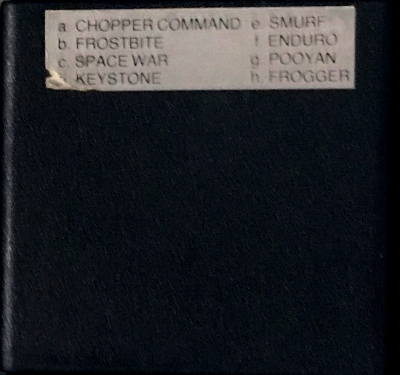 a. CHOPPER COMMAND
b. FROSTBITE
c. SPACE WAR
KEYSTONE
e. SMURF
f. ENDURO
g. POOYAN
h. FROGGER